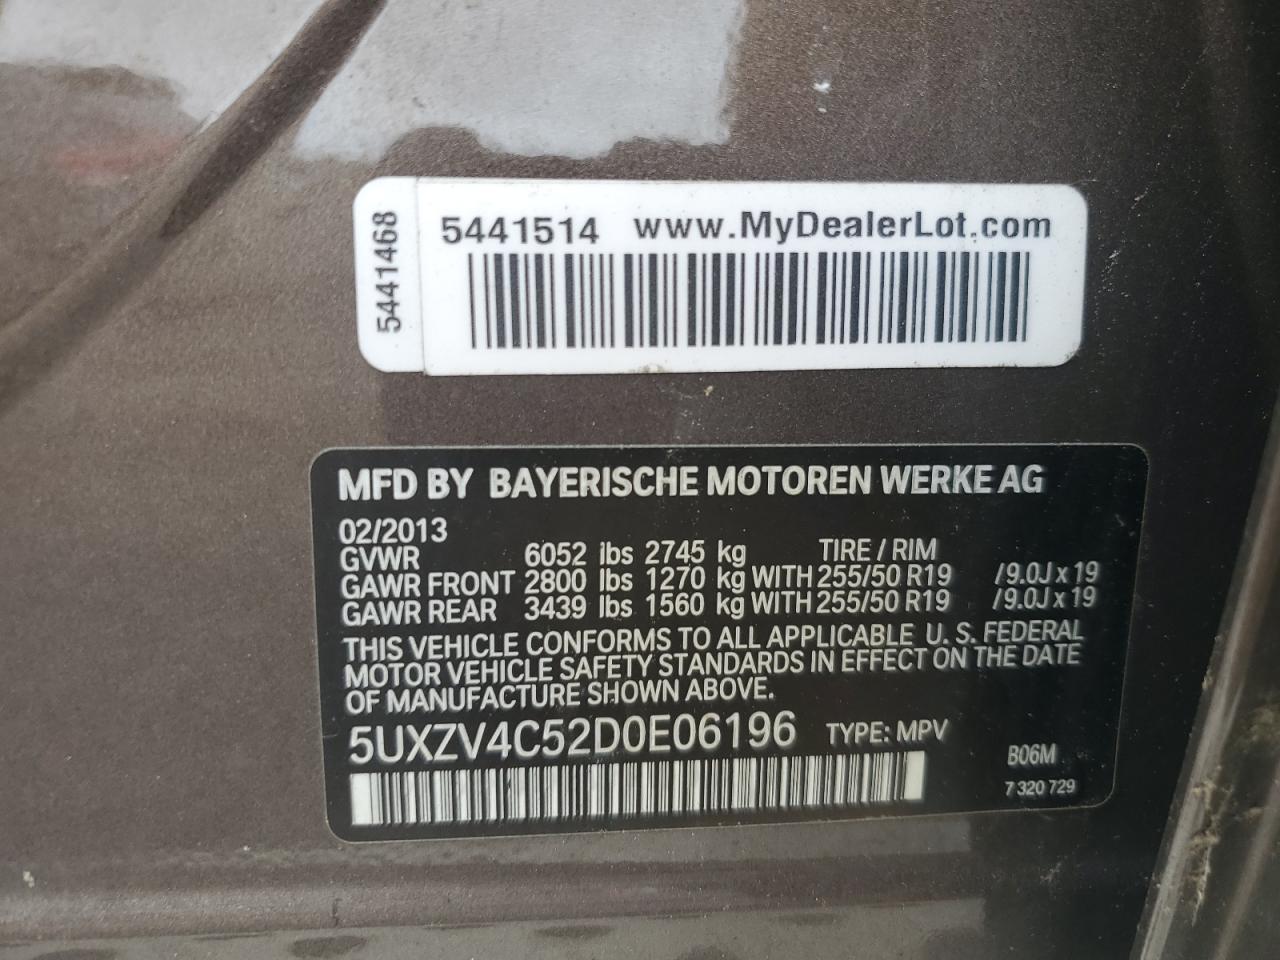 5441468
5441514 www.MyDealerLot.com
MFD BY BAYERISCHE MOTOREN WERKE AG
02/2013
GVWR 6052 lbs 2745 kg TIRE / RIM
GAWR FRONT 2800 lbs 1270 kg WITH 255/50 R19 /9.0J x 19
GAWR REAR 3439 lbs 1560 kg WITH 255/50 R19 /9.0J x 19
THIS VEHICLE CONFORMS TO ALL APPLICABLE U. S. FEDERAL
MOTOR VEHICLE SAFETY STANDARDS IN EFFECT ON THE DATE
OF MANUFACTURE SHOWN ABOVE.
5UXZV4C52D0E06196 TYPE: MPV
B06M
7 320 729